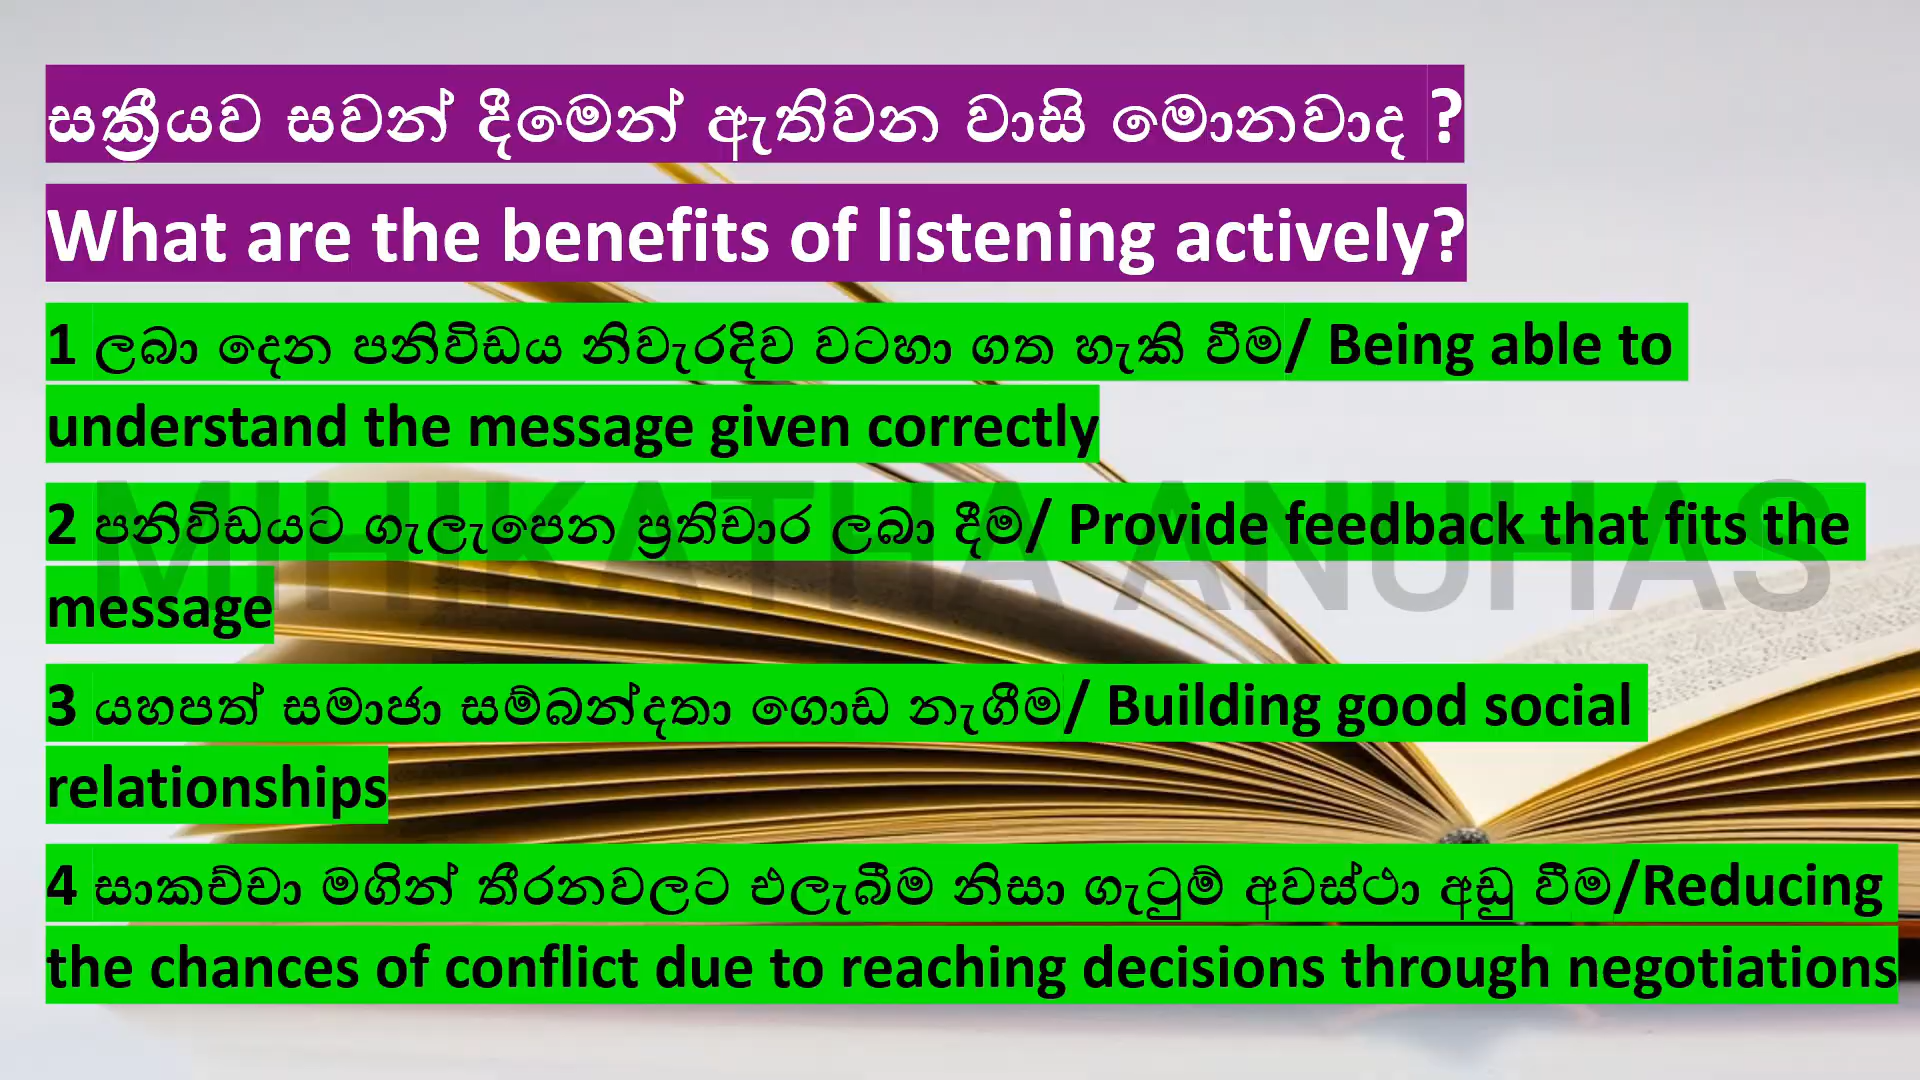 සක්‍රීයව සවන් දීමෙන් ඇතිවන වාසි මොනවාද ?
What are the benefits of listening actively?
1 ලබා දෙන පනිවිඩය නිවැරදිව වටහා ගත හැකි වීම/ Being able to
understand the message given correctly
2 පනිවිඩයට ගැලැපෙන ප්‍රතිචාර ලබා දීම/ Provide feedback that fits the
message
MIHIKATHA ANUHAS
3 යහපත් සමාජා සම්බන්දතා ගොඩ නැගීම/ Building good social
relationships
4 සාකච්චා මගින් තීරනවලට එලැබීම නිසා ගැටුම් අවස්ථා අඩු වීම/Reducing
the chances of conflict due to reaching decisions through negotiations